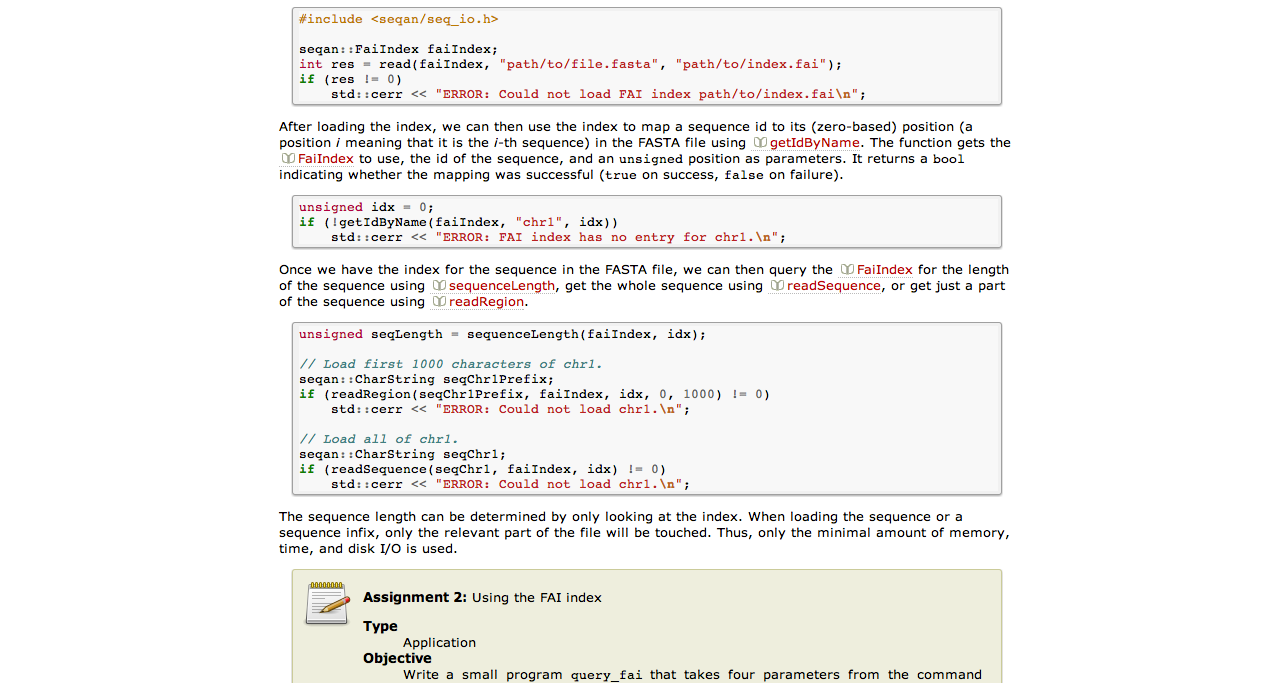 #include <seqan/seq_io.h>
seqan::FaiIndex faiIndex;
int res = read(faiIndex, "path/to/file.fasta", "path/to/index.fai");
if (res != 0)
    std::cerr << "ERROR: Could not load FAI index path/to/index.fai\n";
After loading the index, we can then use the index to map a sequence id to its (zero-based) position (a
position i meaning that it is the i-th sequence) in the FASTA file using getIdByName. The function gets the
FaiIndex to use, the id of the sequence, and an unsigned position as parameters. It returns a bool
indicating whether the mapping was successful (true on success, false on failure).
unsigned idx = 0;
if (!getIdByName(faiIndex, "chr1", idx))
    std::cerr << "ERROR: FAI index has no entry for chr1.\n";
Once we have the index for the sequence in the FASTA file, we can then query the FaiIndex for the length
of the sequence using sequenceLength, get the whole sequence using readSequence, or get just a part
of the sequence using readRegion.
unsigned seqLength = sequenceLength(faiIndex, idx);
// Load first 1000 characters of chr1.
seqan::CharString seqChr1Prefix;
if (readRegion(seqChr1Prefix, faiIndex, idx, 0, 1000) != 0)
    std::cerr << "ERROR: Could not load chr1.\n";
// Load all of chr1.
seqan::CharString seqChr1;
if (readSequence(seqChr1, faiIndex, idx) != 0)
    std::cerr << "ERROR: Could not load chr1.\n";
The sequence length can be determined by only looking at the index. When loading the sequence or a
sequence infix, only the relevant part of the file will be touched. Thus, only the minimal amount of memory,
time, and disk I/O is used.
Assignment 2: Using the FAI index
Type
Application
Objective
Write a small program query_fai that takes four parameters from the command